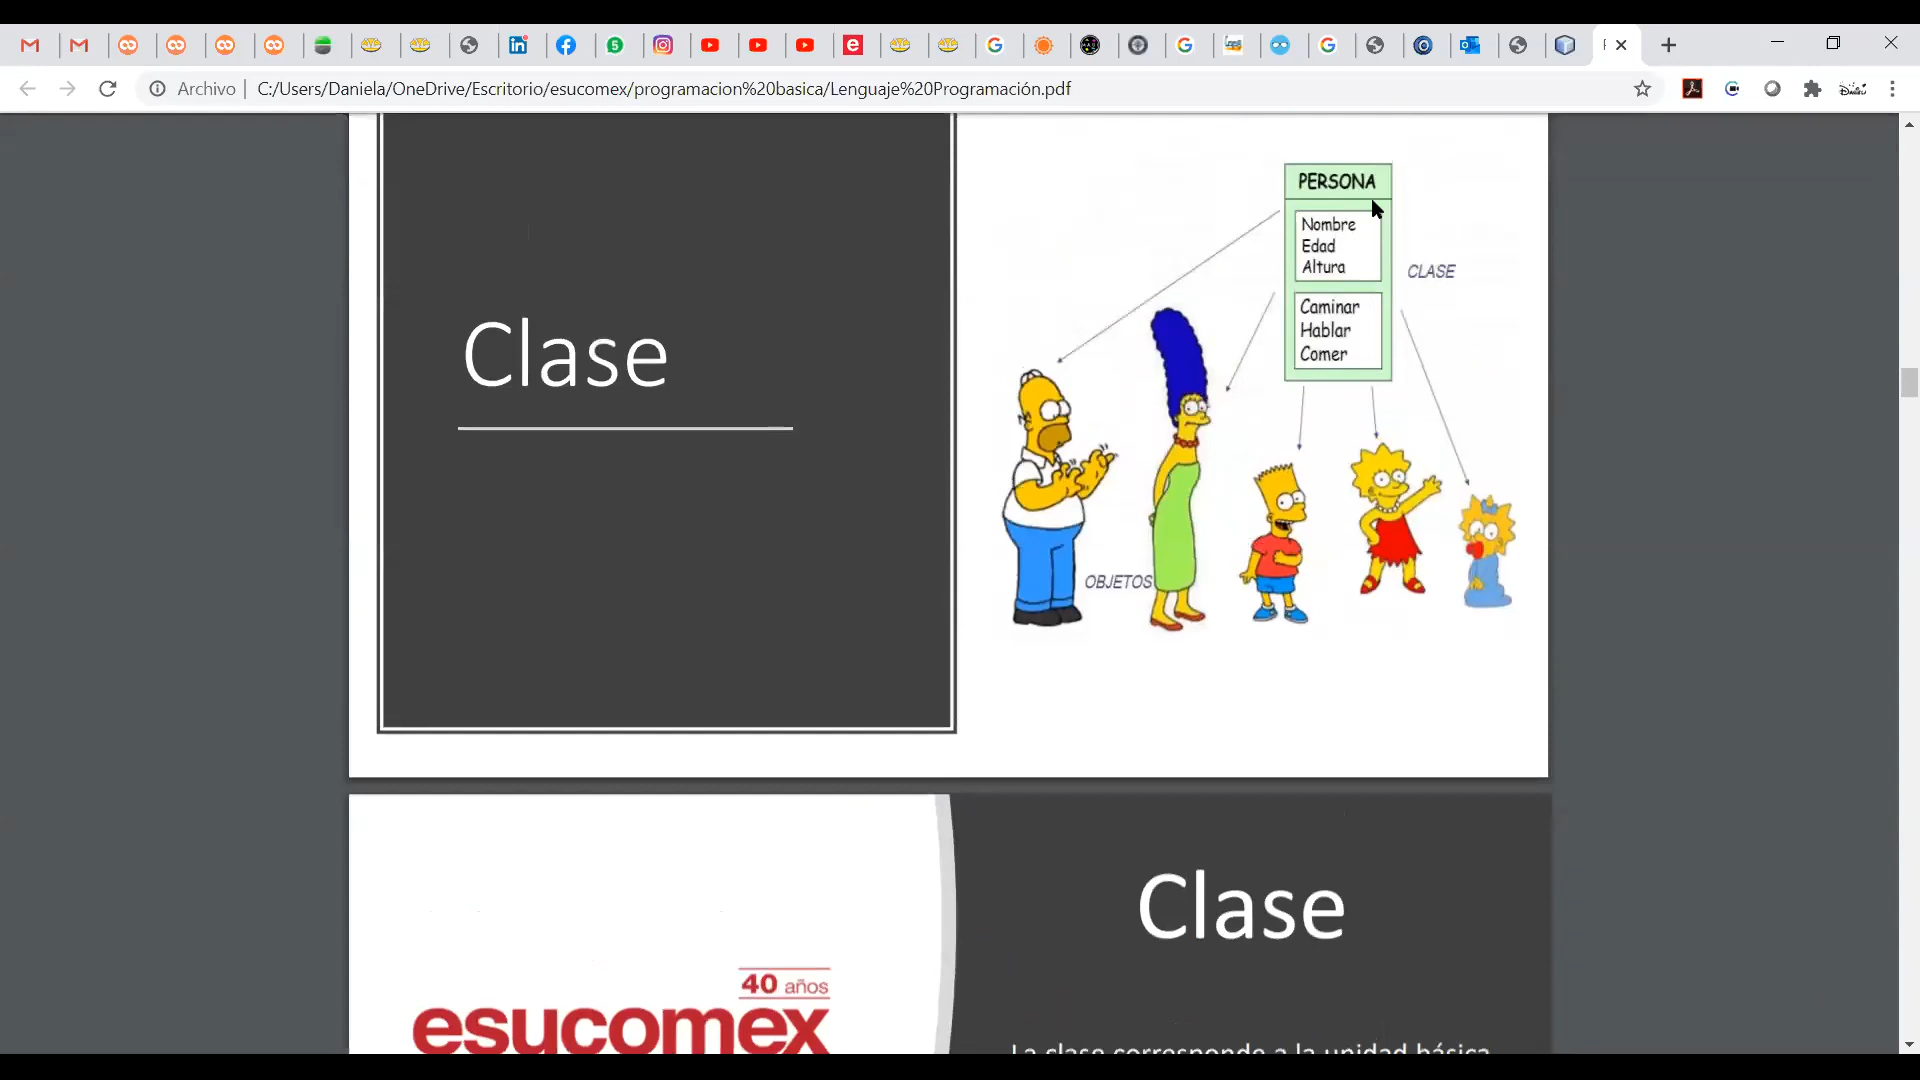 Archivo
C:/Users/Daniela/OneDrive/Escritorio/esucomex/programacion%20basica/Lenguaje%20Programación.pdf
Clase
PERSONA
Nombre
Edad
Altura
CLASE
Caminar
Hablar
Comer
OBJETOS
40 años
esucomex
Clase
La clase corresponde a la unidad básica